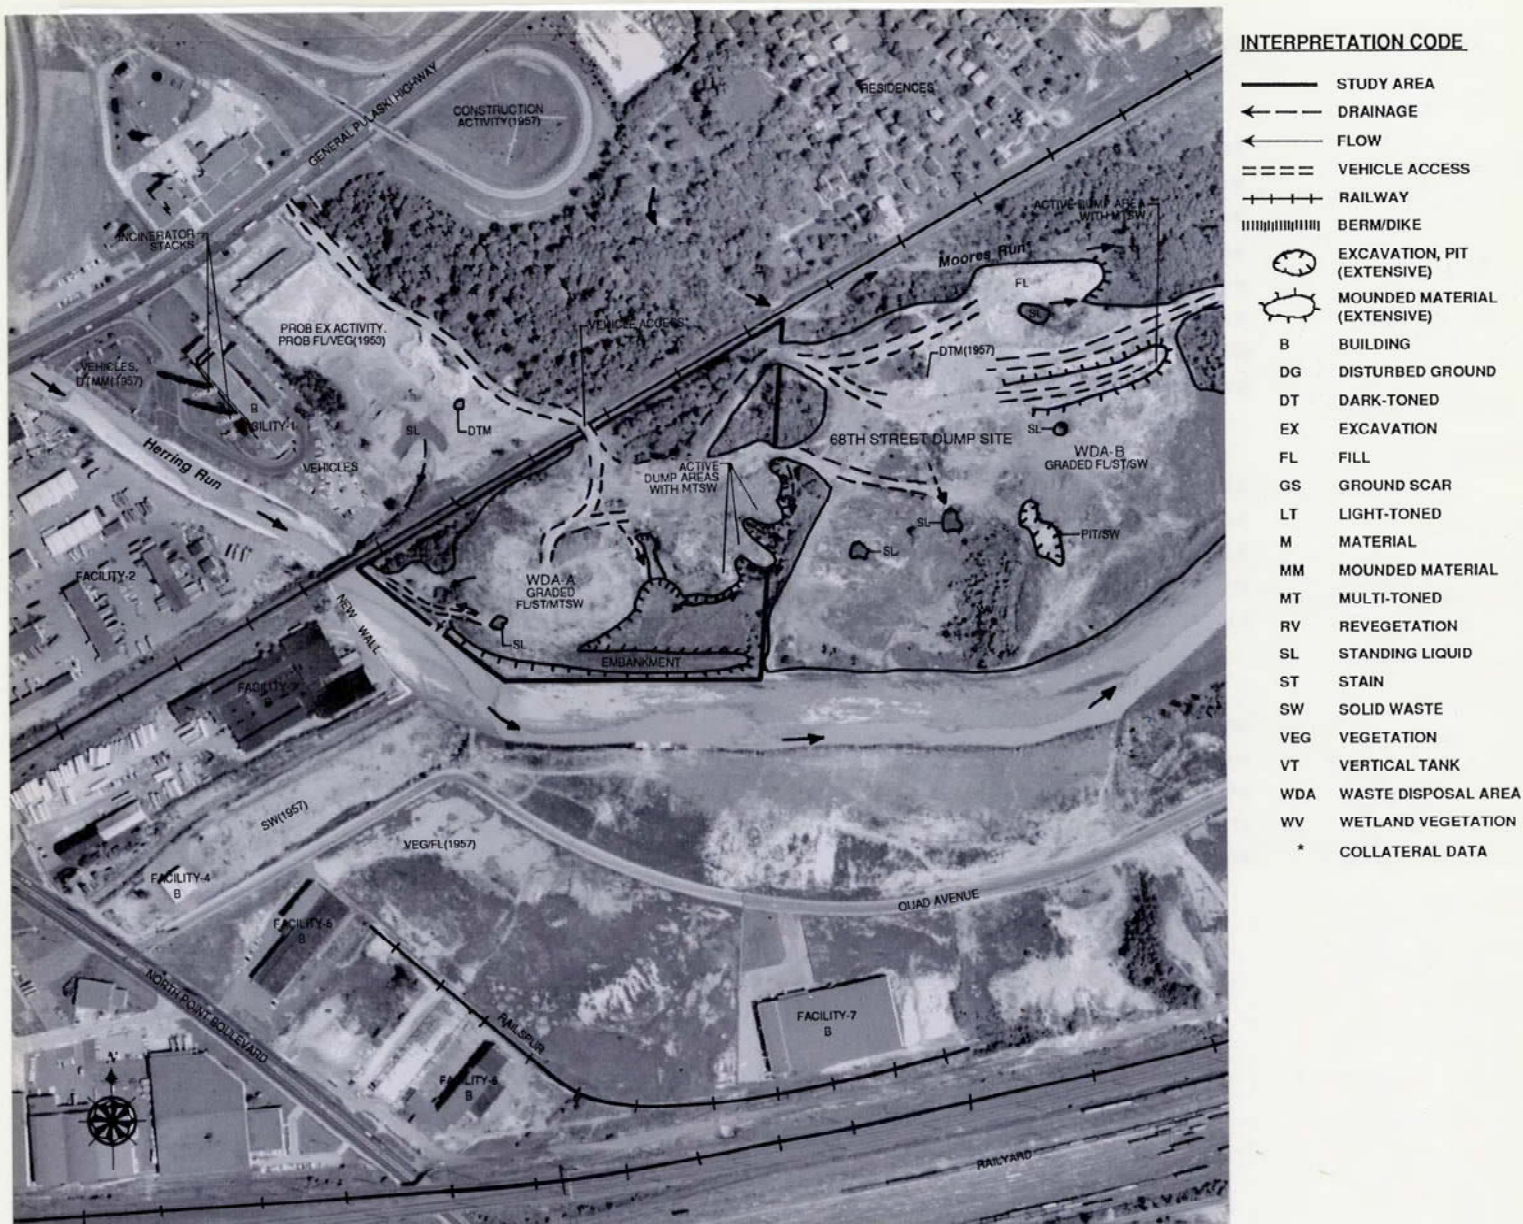 INTERPRETATION CODE
STUDY AREA
DRAINAGE
FLOW
VEHICLE ACCESS
RAILWAY
BERM/DIKE
EXCAVATION, PIT
(EXTENSIVE)
MOUNDED MATERIAL
(EXTENSIVE)
B BUILDING
DG DISTURBED GROUND
DT DARK-TONED
EX EXCAVATION
FL FILL
GS GROUND SCAR
LT LIGHT-TONED
M MATERIAL
MM MOUNDED MATERIAL
MT MULTI-TONED
RV REVEGETATION
SL STANDING LIQUID
ST STAIN
SW SOLID WASTE
VEG VEGETATION
VT VERTICAL TANK
WDA WASTE DISPOSAL AREA
WV WETLAND VEGETATION
* COLLATERAL DATA
GENERAL PULASKI HIGHWAY
CONSTRUCTION
ACTIVITY(1957)
RESIDENCES
INCINERATOR
STACKS
ACTIVE DUMP AREA
WITH MTSW
Moores Run
FL
SL
PROB EX ACTIVITY.
PROB FL/VEG(1953)
VEHICLE ACCESS
DTM(1957)
VEHICLES,
DTMM(1957)
B
FACILITY-1
SL
DTM
VEHICLES
Herring Run
68TH STREET DUMP SITE
SL
WDA-B
GRADED FL/ST/SW
ACTIVE
DUMP AREAS
WITH MTSW
SL
SL
PIT/SW
FACILITY-2
WDA-A
GRADED
FL/ST/MTSW
NEW WALL
SL
EMBANKMENT
SW(1957)
VEG/FL(1957)
FACILITY-4
B
QUAD AVENUE
FACILITY-5
B
NORTH POINT BOULEVARD
RAILSPUR
FACILITY-7
B
FACILITY-6
B
N
RAILYARD